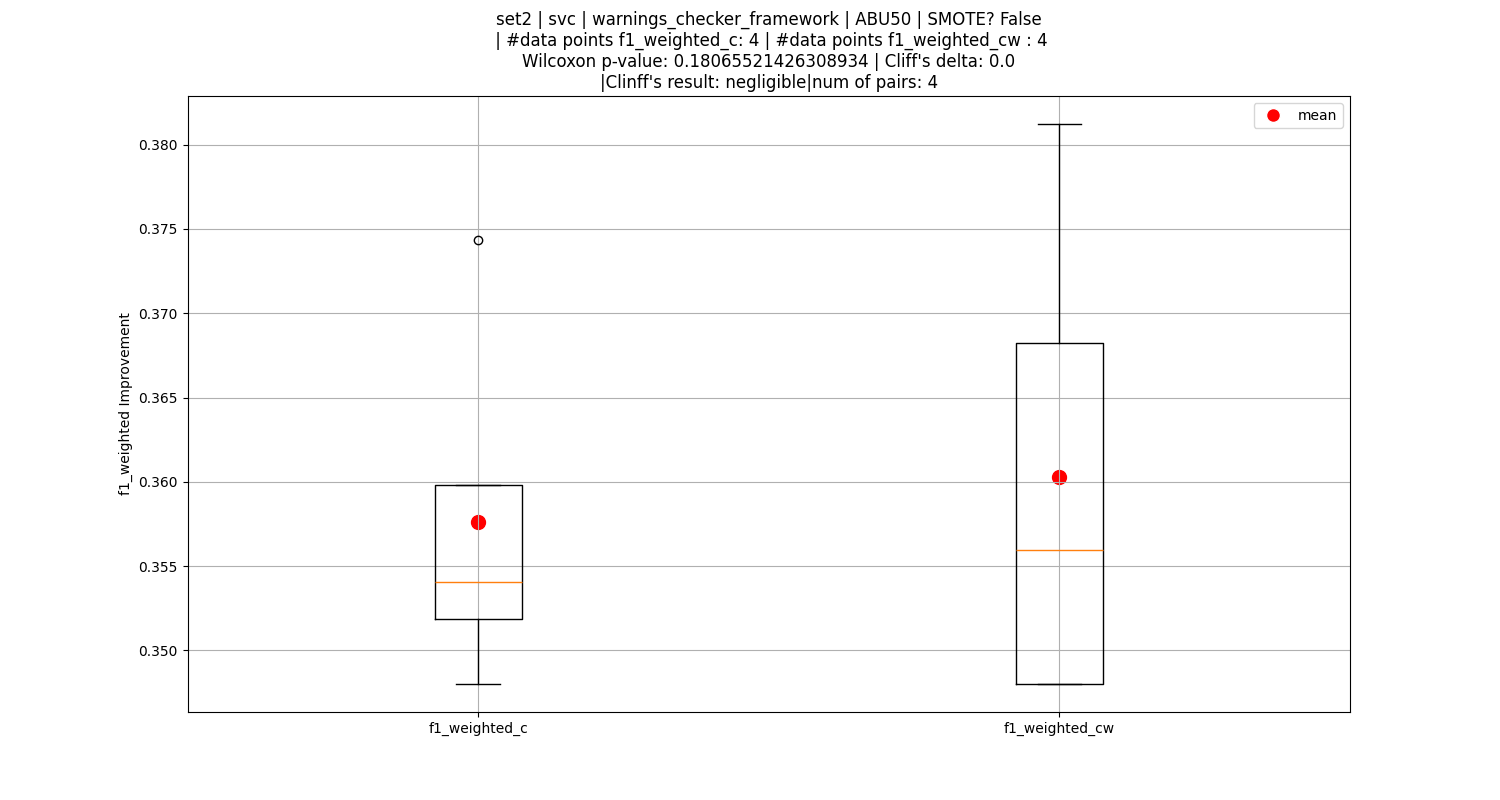 set2 | svc | warnings_checker_framework | ABU50 | SMOTE? False
| #data points f1_weighted_c: 4 | #data points f1_weighted_cw : 4
Wilcoxon p-value: 0.18065521426308934 | Cliff's delta: 0.0
|Clinff's result: negligible|num of pairs: 4
mean
0.380
0.375
0.370
0.365
0.360
0.355
0.350
f1_weighted Improvement
f1_weighted_c
f1_weighted_cw